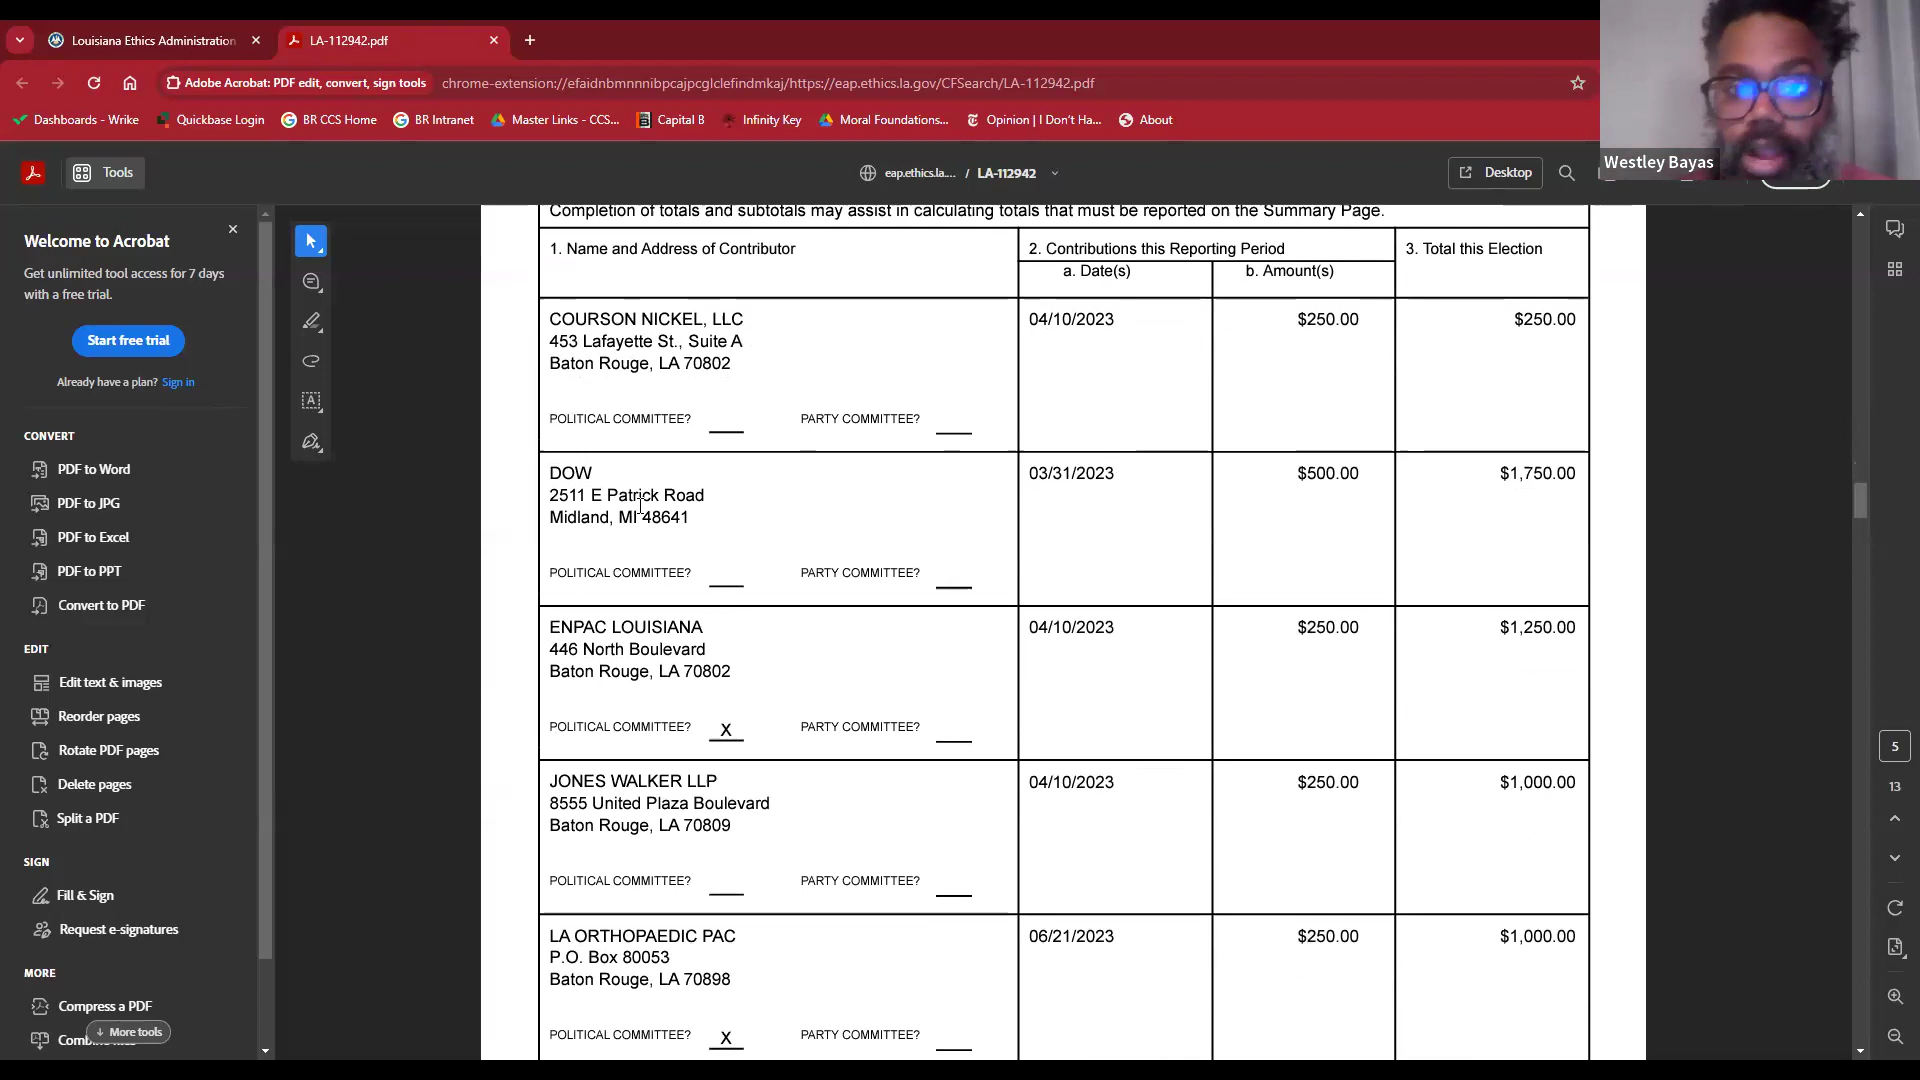 Louisiana Ethics Administration
LA-112942.pdf
Adobe Acrobat: PDF edit, convert, sign tools
chrome-extension://efaidnbmnnnibpcajpcglclefindmkaj/https://eap.ethics.la.gov/CFSearch/LA-112942.pdf
Dashboards - Wrike
Quickbase Login
BR CCS Home
BR Intranet
Master Links - CCS...
Capital B
Infinity Key
Moral Foundations...
Opinion | I Don't Ha...
About
Westley Bayas
Tools
eap.ethics.la.... / LA-112942
Desktop
Welcome to Acrobat
Get unlimited tool access for 7 days
with a free trial.
Start free trial
Already have a plan? Sign in
CONVERT
PDF to Word
PDF to JPG
PDF to Excel
PDF to PPT
Convert to PDF
EDIT
Edit text & images
Reorder pages
Rotate PDF pages
Delete pages
Split a PDF
SIGN
Fill & Sign
Request e-signatures
MORE
Compress a PDF
More tools
Completion of totals and subtotals may assist in calculating totals that must be reported on the Summary Page.
1. Name and Address of Contributor
2. Contributions this Reporting Period
3. Total this Election
a. Date(s)
b. Amount(s)
COURSON NICKEL, LLC
04/10/2023
$250.00
$250.00
453 Lafayette St., Suite A
Baton Rouge, LA 70802
POLITICAL COMMITTEE?
PARTY COMMITTEE?
DOW
03/31/2023
$500.00
$1,750.00
2511 E Patrick Road
Midland, MI 48641
POLITICAL COMMITTEE?
PARTY COMMITTEE?
ENPAC LOUISIANA
04/10/2023
$250.00
$1,250.00
446 North Boulevard
Baton Rouge, LA 70802
POLITICAL COMMITTEE? X
PARTY COMMITTEE?
JONES WALKER LLP
04/10/2023
$250.00
$1,000.00
8555 United Plaza Boulevard
Baton Rouge, LA 70809
POLITICAL COMMITTEE?
PARTY COMMITTEE?
LA ORTHOPAEDIC PAC
06/21/2023
$250.00
$1,000.00
P.O. Box 80053
Baton Rouge, LA 70898
POLITICAL COMMITTEE? X
PARTY COMMITTEE?
5
13